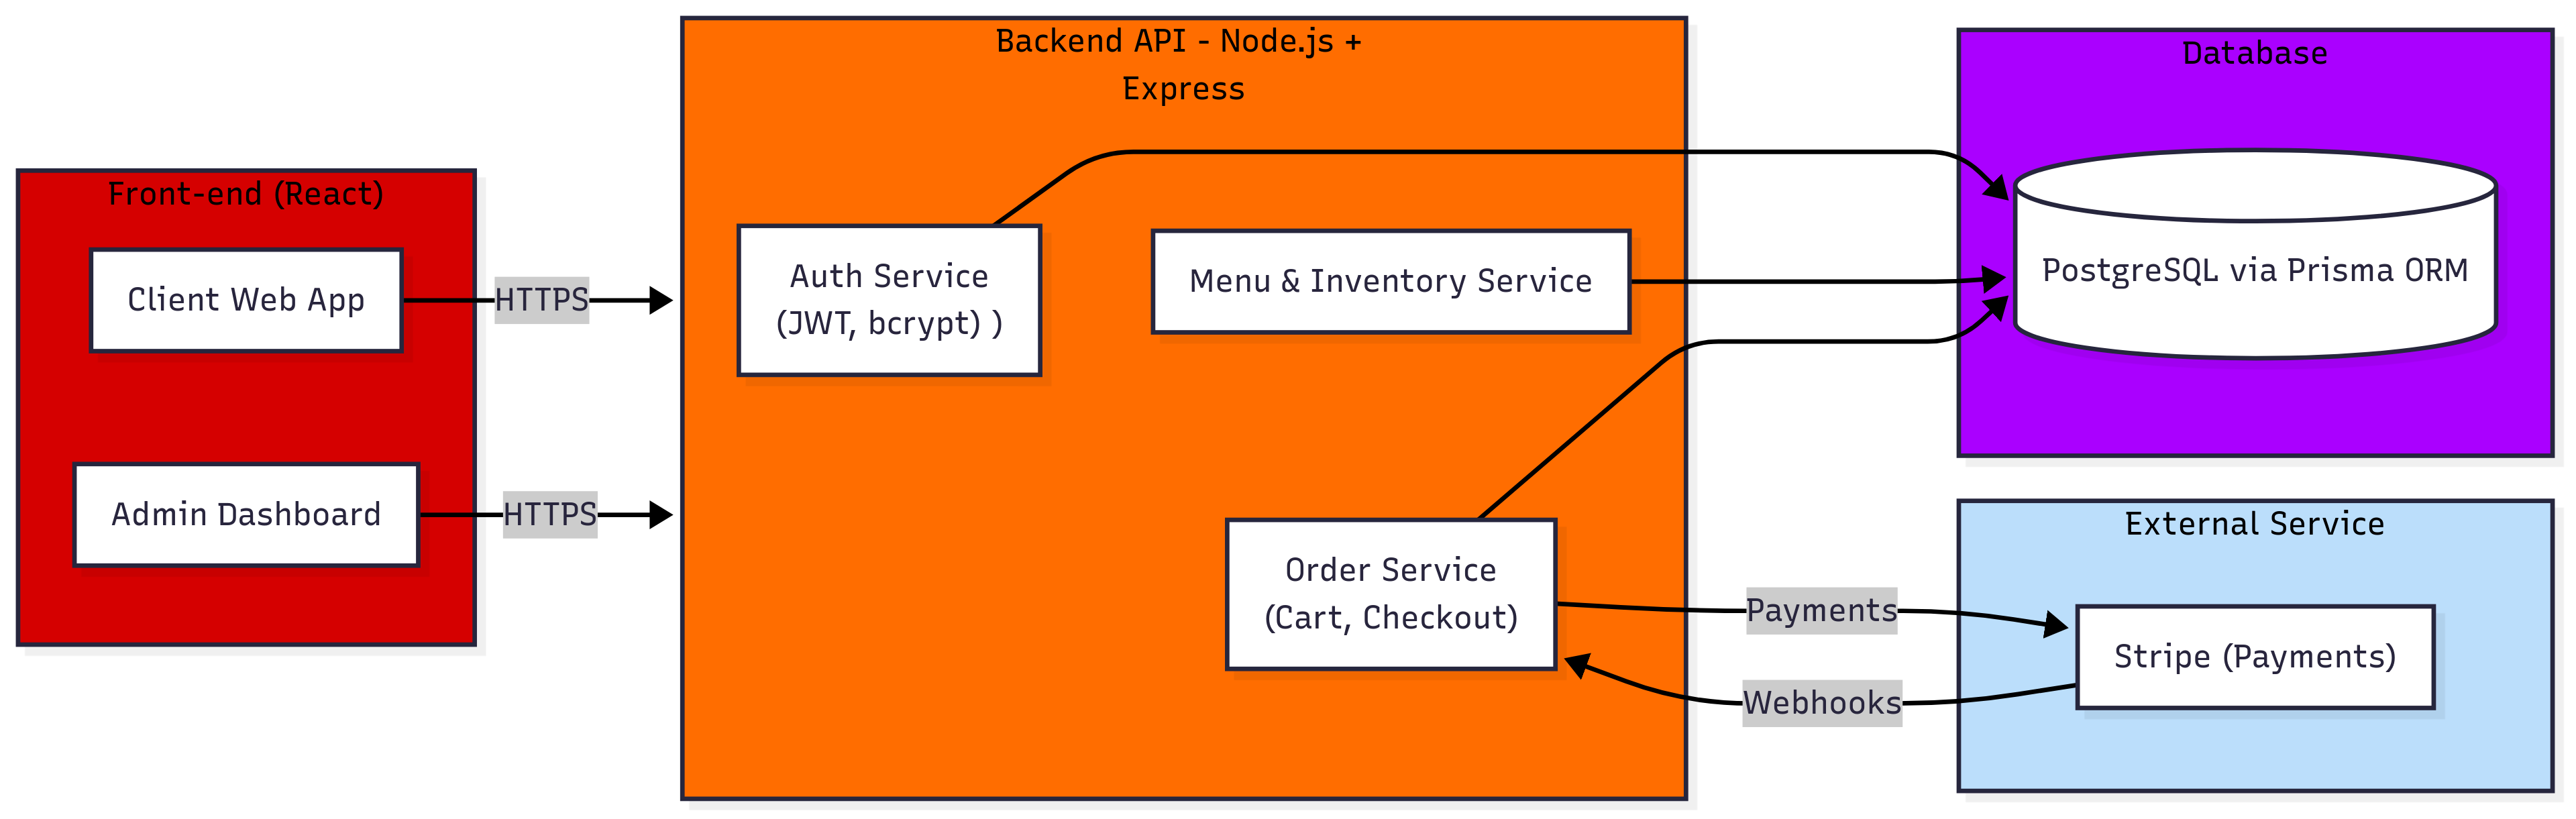 Front-end (React)
Client Web App
Admin Dashboard
HTTPS
HTTPS
Backend API - Node.js +
Express
Auth Service
(JWT, bcrypt) )
Menu & Inventory Service
Order Service
(Cart, Checkout)
Payments
Webhooks
Database
PostgreSQL via Prisma ORM
External Service
Stripe (Payments)